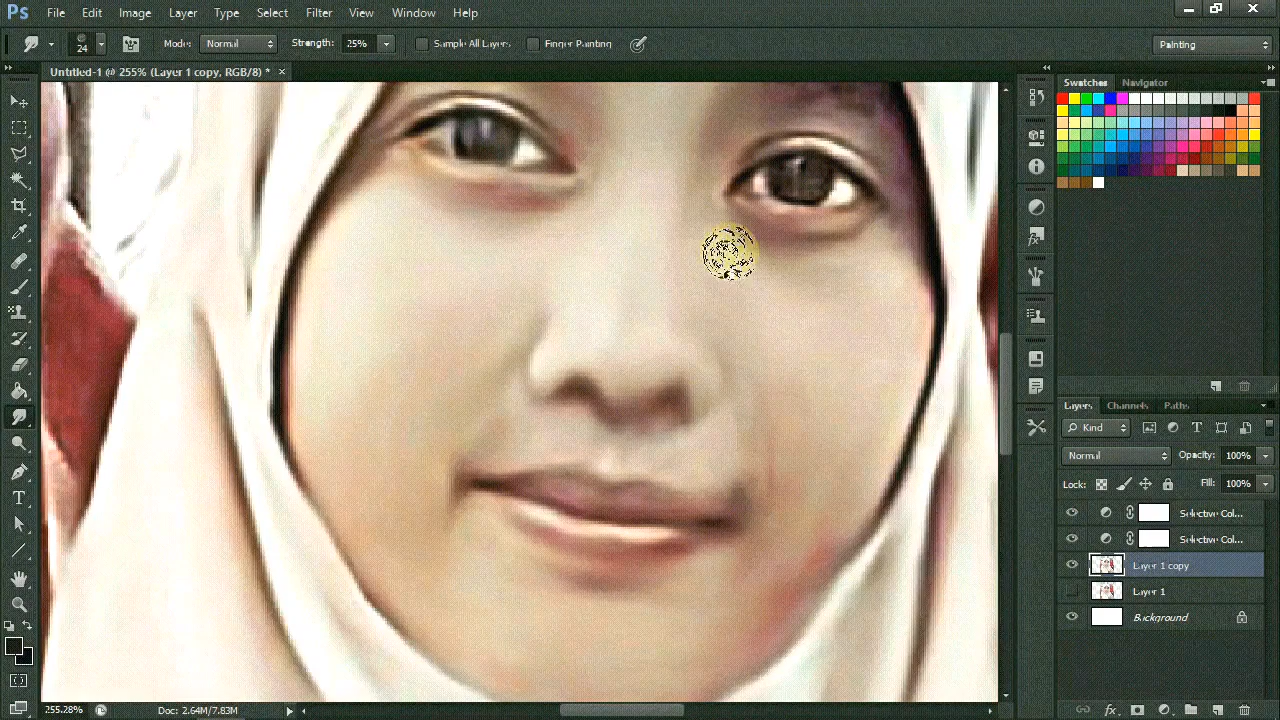 Ps File Edit Image Layer Type Select Filter View Window Help
24 Mode: Normal Strength: 25% Sample All Layers Finger Painting Painting
Untitled-1 @ 255% (Layer 1 copy, RGB/8) * ×
Swatches Navigator
Layers Channels Paths
Kind
Normal Opacity: 100%
Lock: Fill: 100%
Selective Col...
Selective Col...
Layer 1 copy
Layer 1
Background
255.28% Doc: 2.64M/7.83M